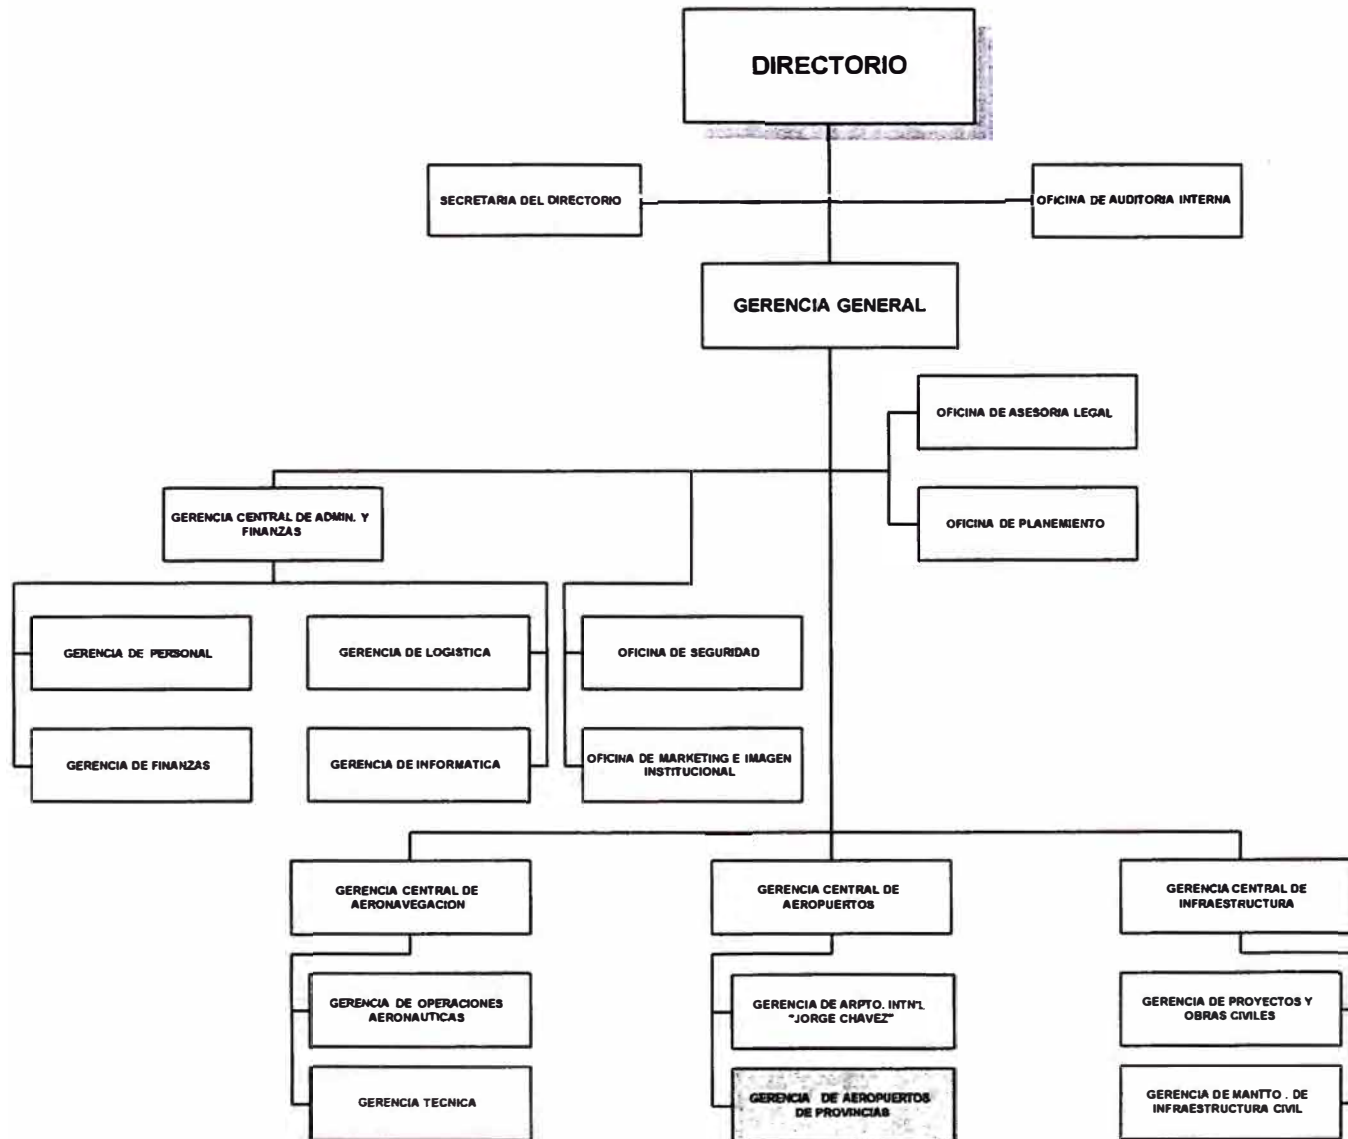 DIRECTORIO
SECRETARIA DEL DIRECTORIO
OFICINA DE AUDITORIA INTERNA
GERENCIA GENERAL
OFICINA DE ASESORIA LEGAL
GERENCIA CENTRAL DE ADMIN. Y
FINANZAS
OFICINA DE PLANEMIENTO
GERENCIA DE PERSONAL
GERENCIA DE LOGISTICA
OFICINA DE SEGURIDAD
GERENCIA DE FINANZAS
GERENCIA DE INFORMATICA
OFICINA DE MARKETING E IMAGEN
INSTITUCIONAL
GERENCIA CENTRAL DE
AERONAVEGACION
GERENCIA CENTRAL DE
AEROPUERTOS
GERENCIA CENTRAL DE
INFRAESTRUCTURA
GERENCIA DE OPERACIONES
AERONAUTICAS
GERENCIA DE ARPTO. INTN'L
"JORGE CHAVEZ"
GERENCIA DE PROYECTOS Y
OBRAS CIVILES
GERENCIA TECNICA
GERENCIA DE AEROPUERTOS
DE PROVINCIAS
GERENCIA DE MANTTO . DE
INFRAESTRUCTURA CIVIL